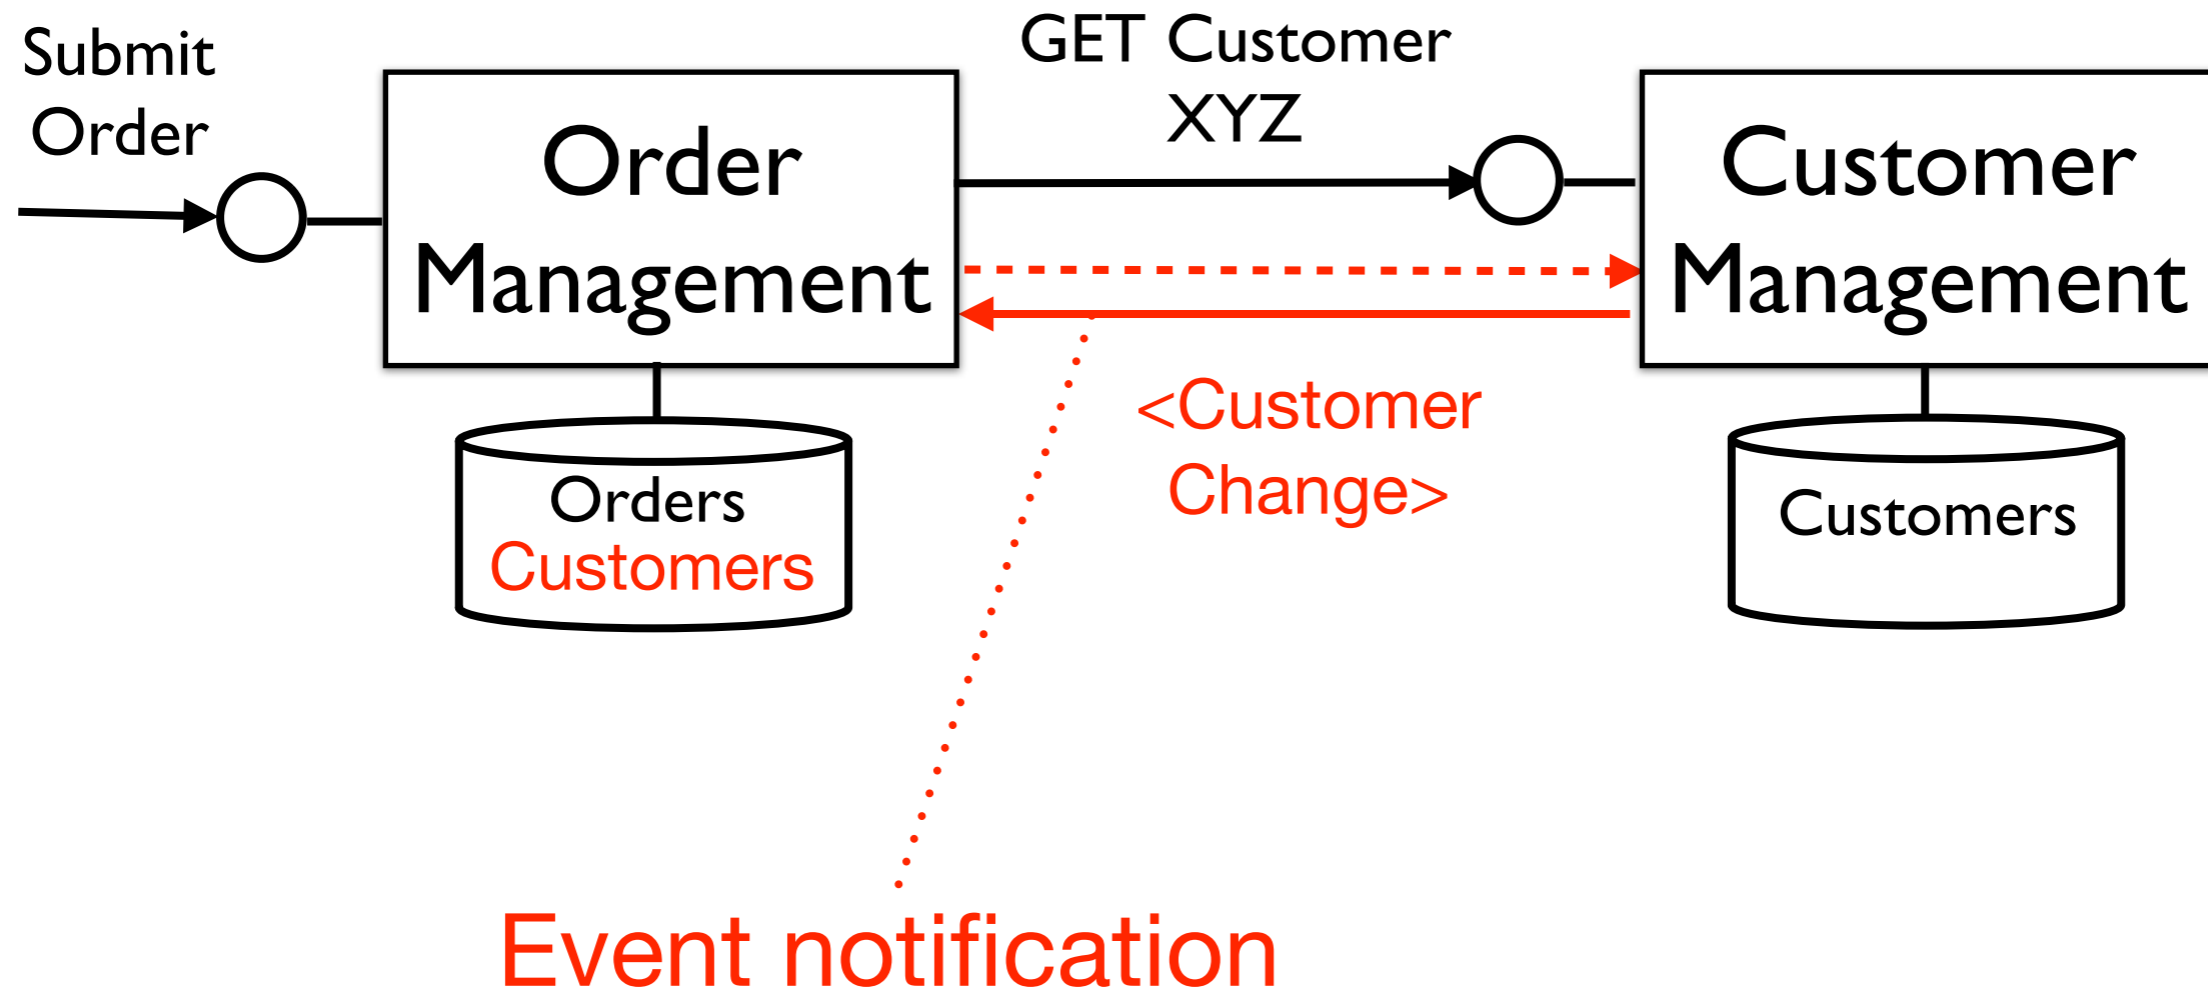 Submit
Order
GET Customer
XYZ
Order
Management
Customer
Management
<Customer
Change>
Orders
Customers
Customers
Event notification